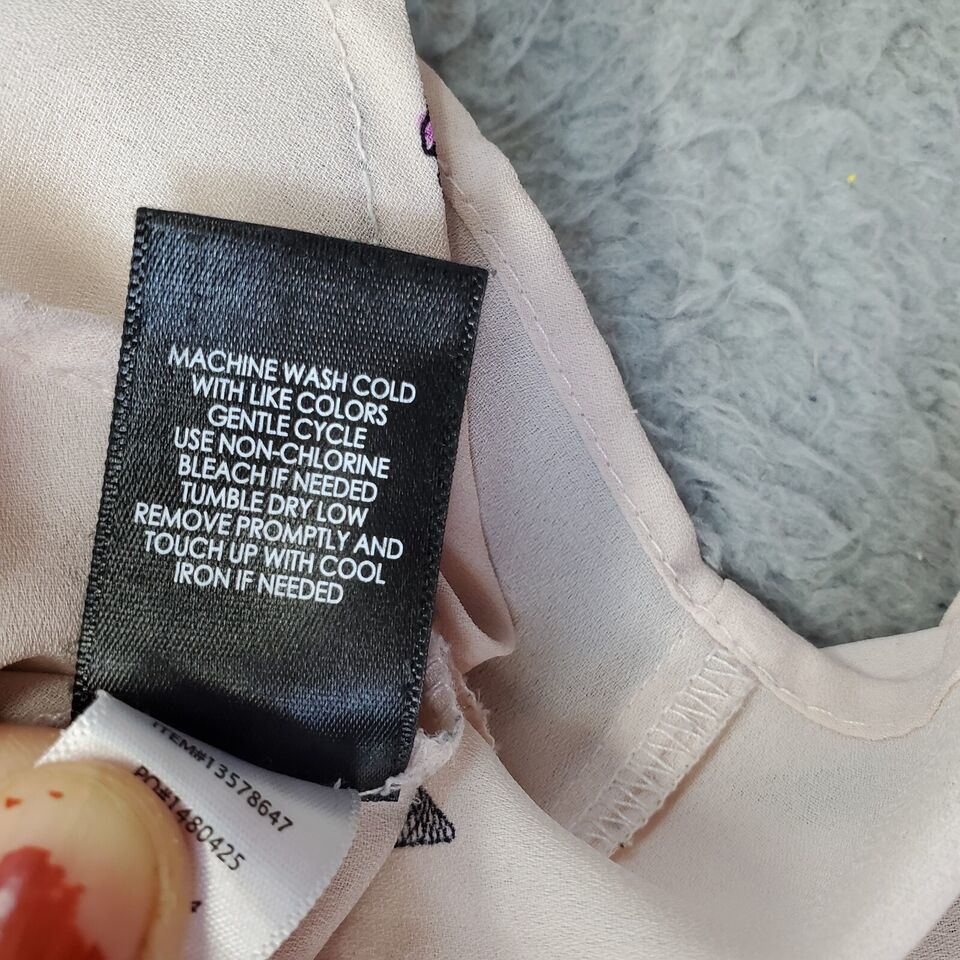 MACHINE WASH COLD
WITH LIKE COLORS
GENTLE CYCLE
USE NON-CHLORINE
BLEACH IF NEEDED
TUMBLE DRY LOW
REMOVE PROMPTLY AND
TOUCH UP WITH COOL
IRON IF NEEDED
ITEM#13578647
PO#1480425